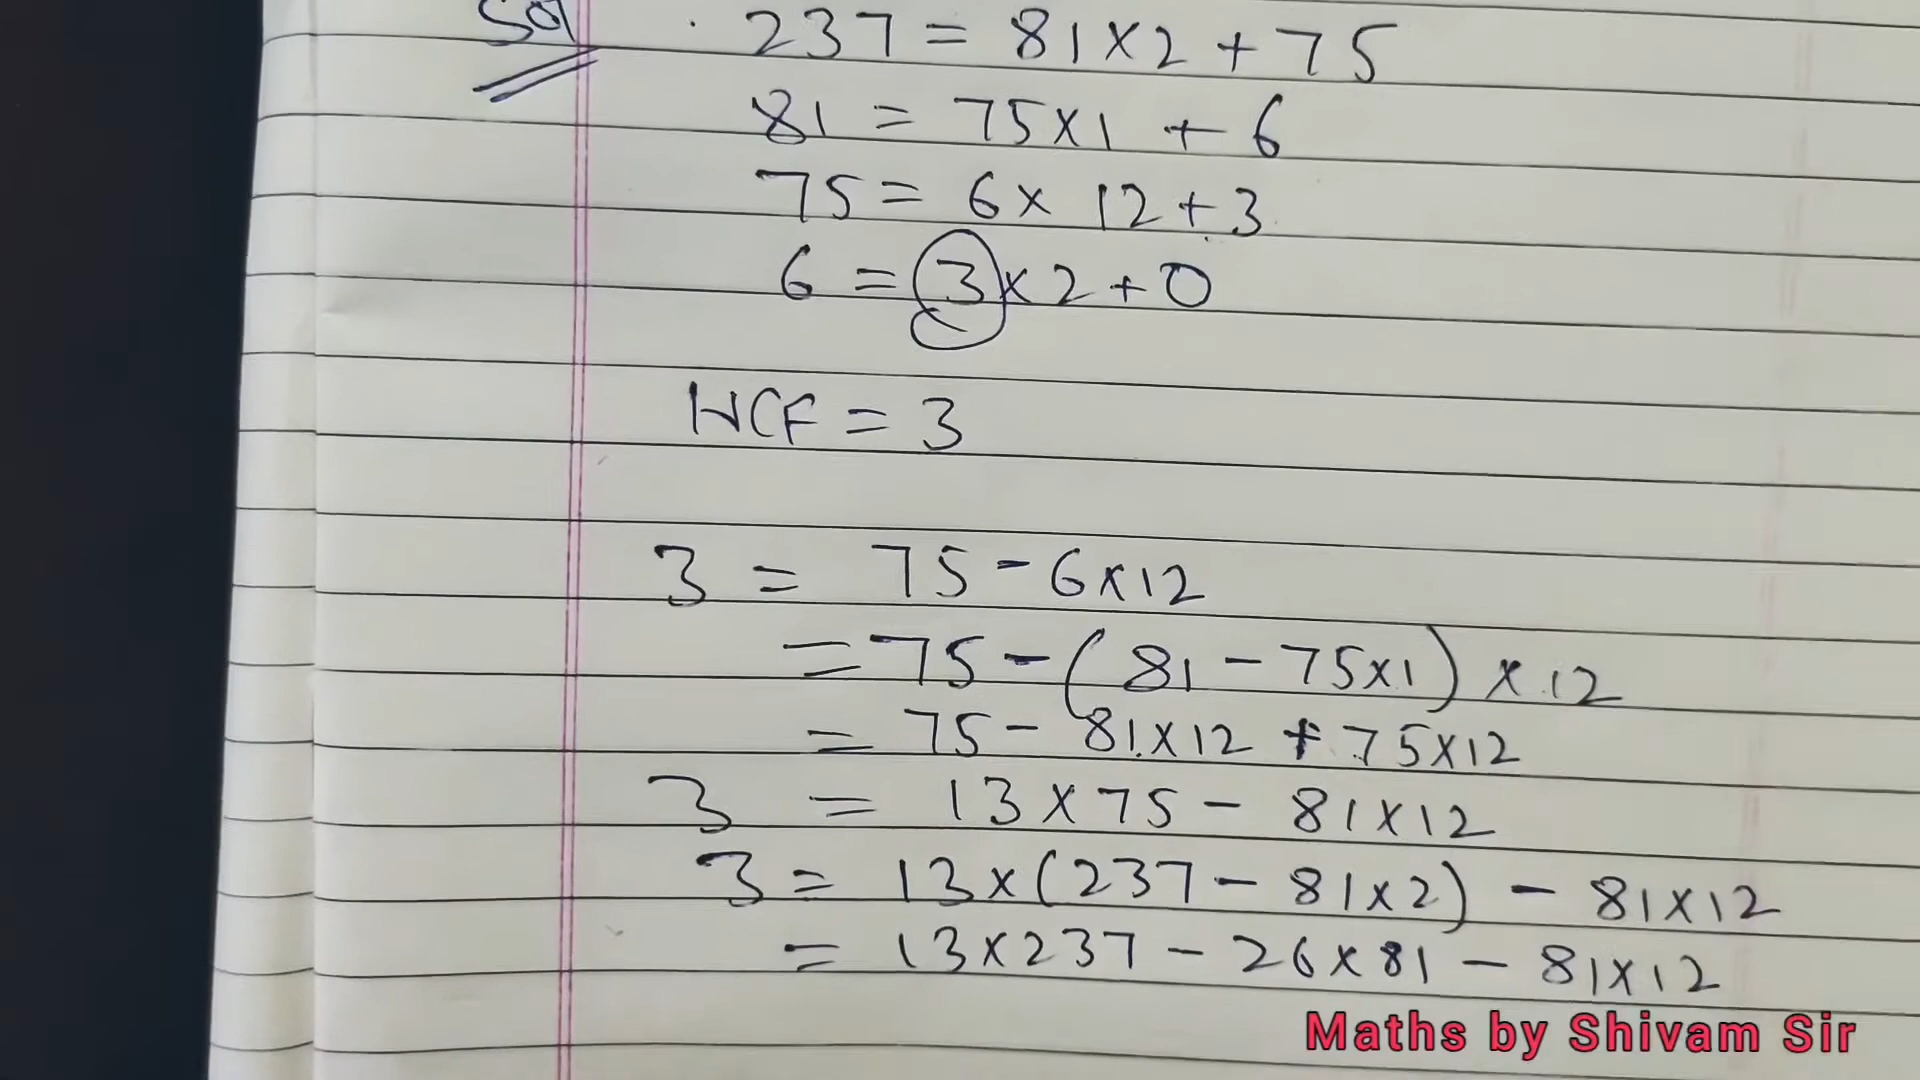 Sol
237 = 81×2 + 75
81 = 75×1 + 6
75 = 6× 12+3
6 = 3×2+0
HCF = 3
3 = 75-6×12
= 75-(81-75×1)×12
= 75- 81×12 +75×12
3 = 13×75- 81×12
3 = 13×(237- 81×2) - 81×12
= 13×237-26×81-81×12
Maths by Shivam Sir